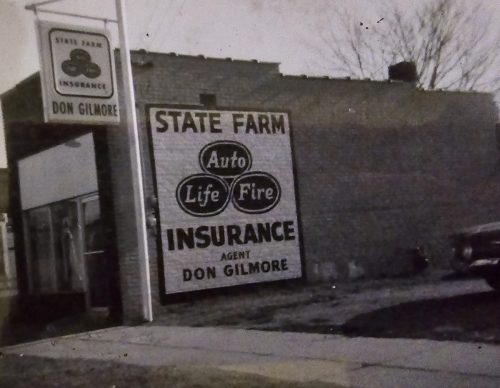 STATE FARM
INSURANCE
DON GILMORE
STATE FARM
Auto
Life Fire
INSURANCE
AGENT
DON GILMORE